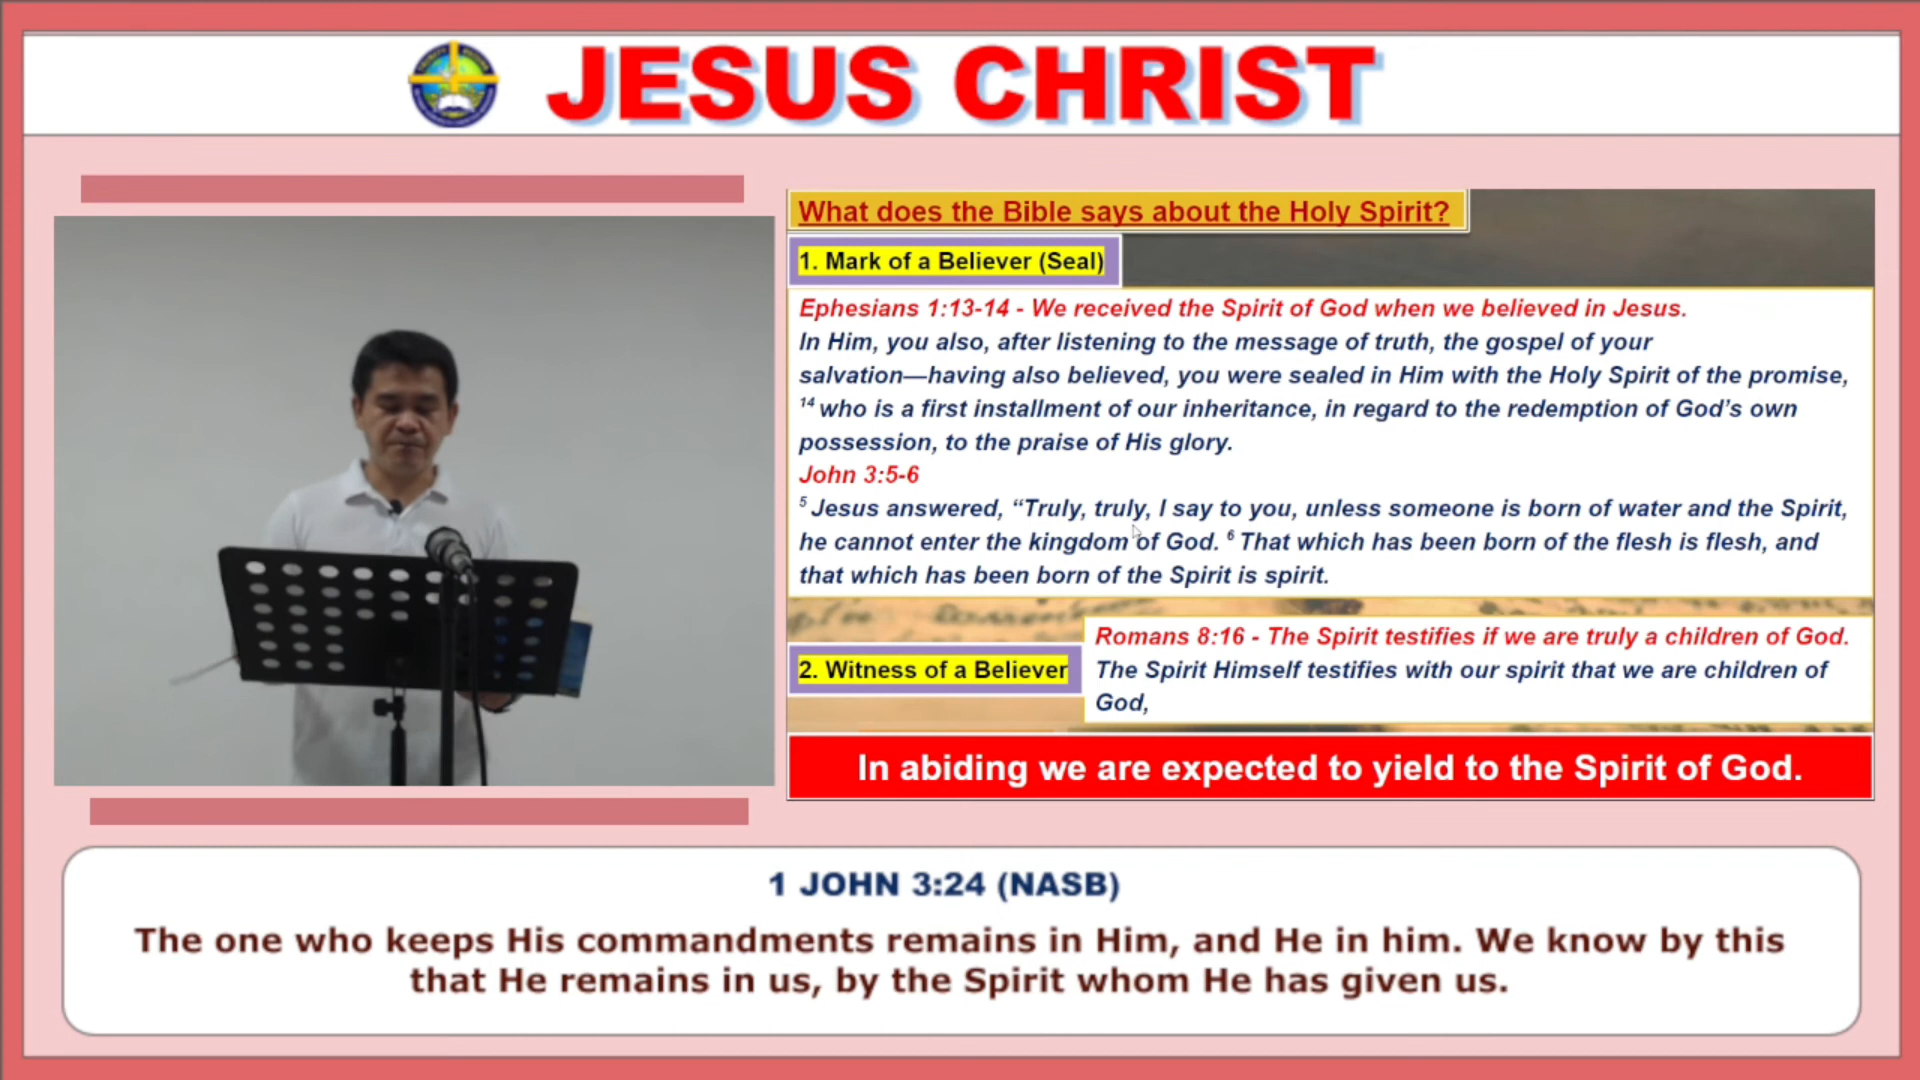 JESUS CHRIST
What does the Bible says about the Holy Spirit?
1. Mark of a Believer (Seal)
Ephesians 1:13-14 - We received the Spirit of God when we believed in Jesus.
In Him, you also, after listening to the message of truth, the gospel of your
salvation—having also believed, you were sealed in Him with the Holy Spirit of the promise,
14 who is a first installment of our inheritance, in regard to the redemption of God’s own
possession, to the praise of His glory.
John 3:5-6
5 Jesus answered, “Truly, truly, I say to you, unless someone is born of water and the Spirit,
he cannot enter the kingdom of God. 6 That which has been born of the flesh is flesh, and
that which has been born of the Spirit is spirit.
2. Witness of a Believer
Romans 8:16 - The Spirit testifies if we are truly a children of God.
The Spirit Himself testifies with our spirit that we are children of
God,
In abiding we are expected to yield to the Spirit of God.
1 JOHN 3:24 (NASB)
The one who keeps His commandments remains in Him, and He in him. We know by this
that He remains in us, by the Spirit whom He has given us.